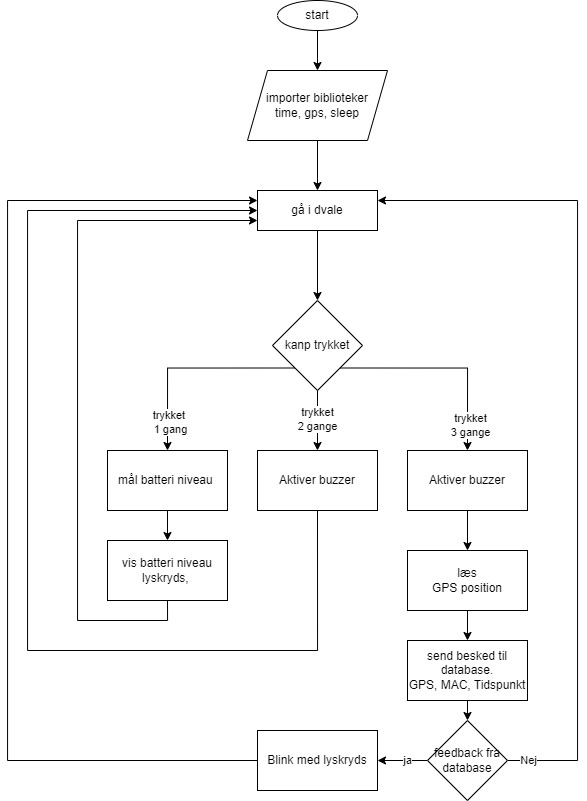 start
importer biblioteker
time, gps, sleep
gå i dvale
kanp trykket
trykket
1 gang
trykket
2 gange
trykket
3 gange
mål batteri niveau
Aktiver buzzer
Aktiver buzzer
vis batteri niveau
lyskryds,
læs
GPS position
send besked til
database.
GPS, MAC, Tidspunkt
Blink med lyskryds
ja
feedback fra
database
Nej